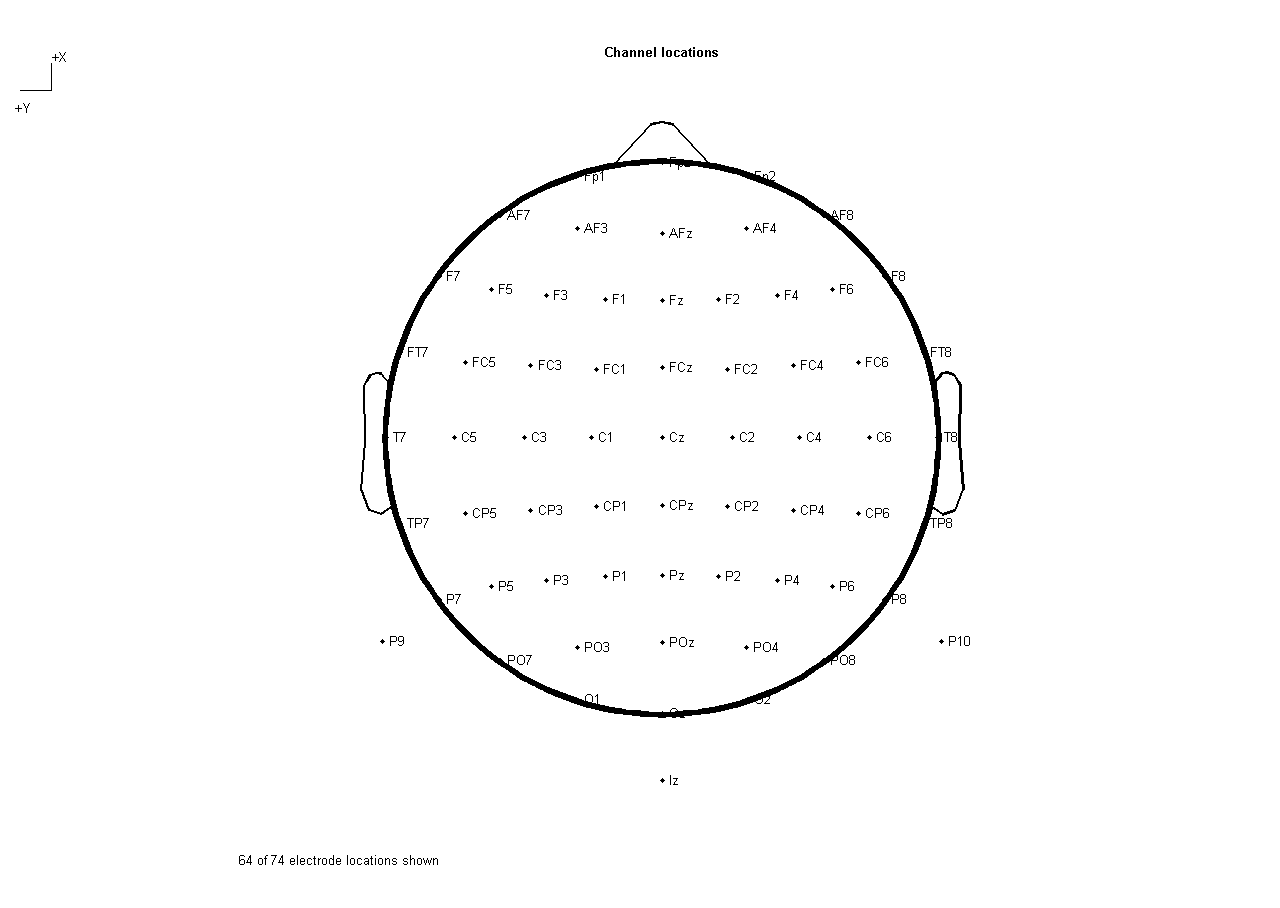 Channel locations
+X
+Y
Fp1 Fpz Fp2
AF7 AF8
AF3 AFz AF4
F7 F8
F5 F3 F1 Fz F2 F4 F6
FT7 FT8
FC5 FC3 FC1 FCz FC2 FC4 FC6
T7 C5 C3 C1 Cz C2 C4 C6 T8
CP5 CP3 CP1 CPz CP2 CP4 CP6
TP7 TP8
P5 P3 P1 Pz P2 P4 P6
P7 P8
P9 PO3 POz PO4 P10
PO7 PO8
O1 Oz O2
Iz
64 of 74 electrode locations shown